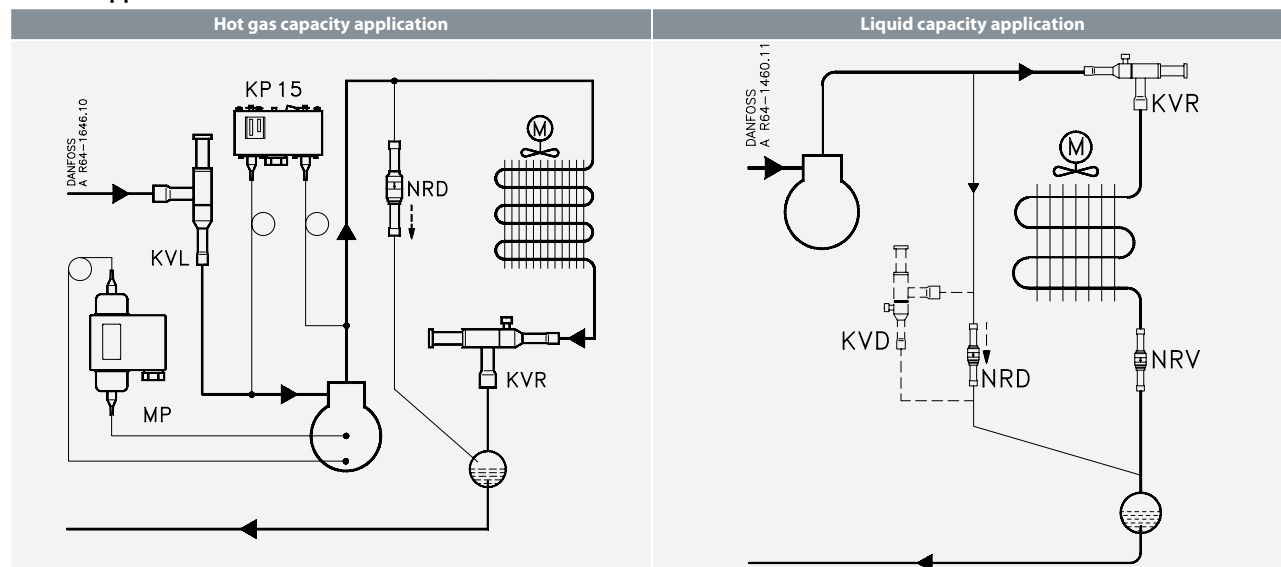 Hot gas capacity application
Liquid capacity application
DANFOSS
A R64-1646.10
KP 15
M
NRD
KVL
MP
KVR
DANFOSS
A R64-1460.11
KVR
M
KVD
NRD
NRV